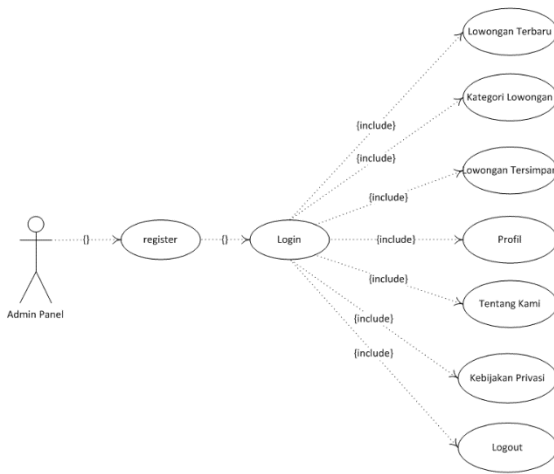 Lowongan Terbaru
Kategori Lowongan
{include}
{include}
Lowongan Tersimpan
{include}
{}
register
{}
Login
{include}
Profil
Admin Panel
{include}
Tentang Kami
{include}
{include}
Kebijakan Privasi
Logout